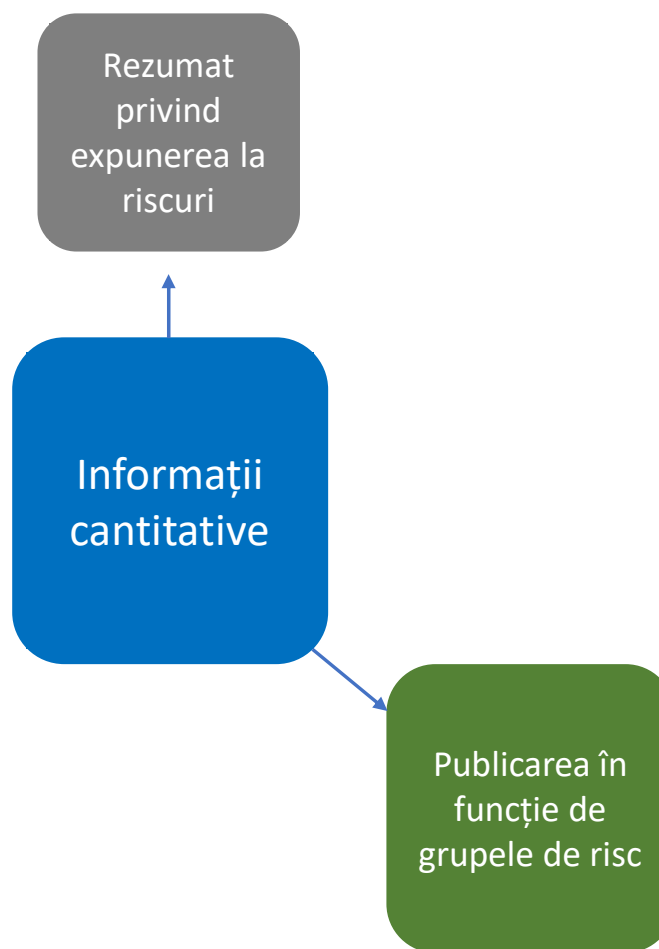 Rezumat
privind
expunerea la
riscuri
Informații
cantitative
Publicarea în
funcție de
grupele de risc